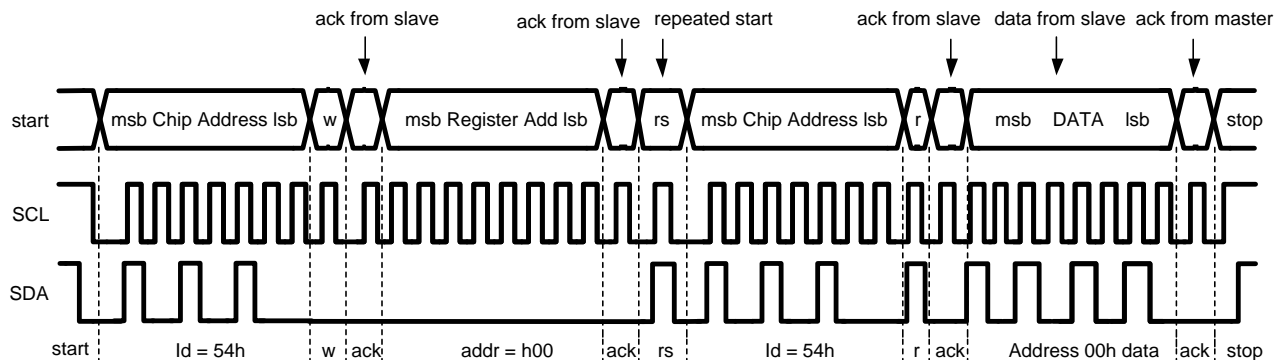 ack from slave
ack from slave repeated start ack from slave data from slave ack from master
start msb Chip Address lsb w msb Register Add lsb rs msb Chip Address lsb r msb DATA lsb stop
SCL
SDA
start Id = 54h w ack addr = h00 ack rs Id = 54h r ack Address 00h data ack stop